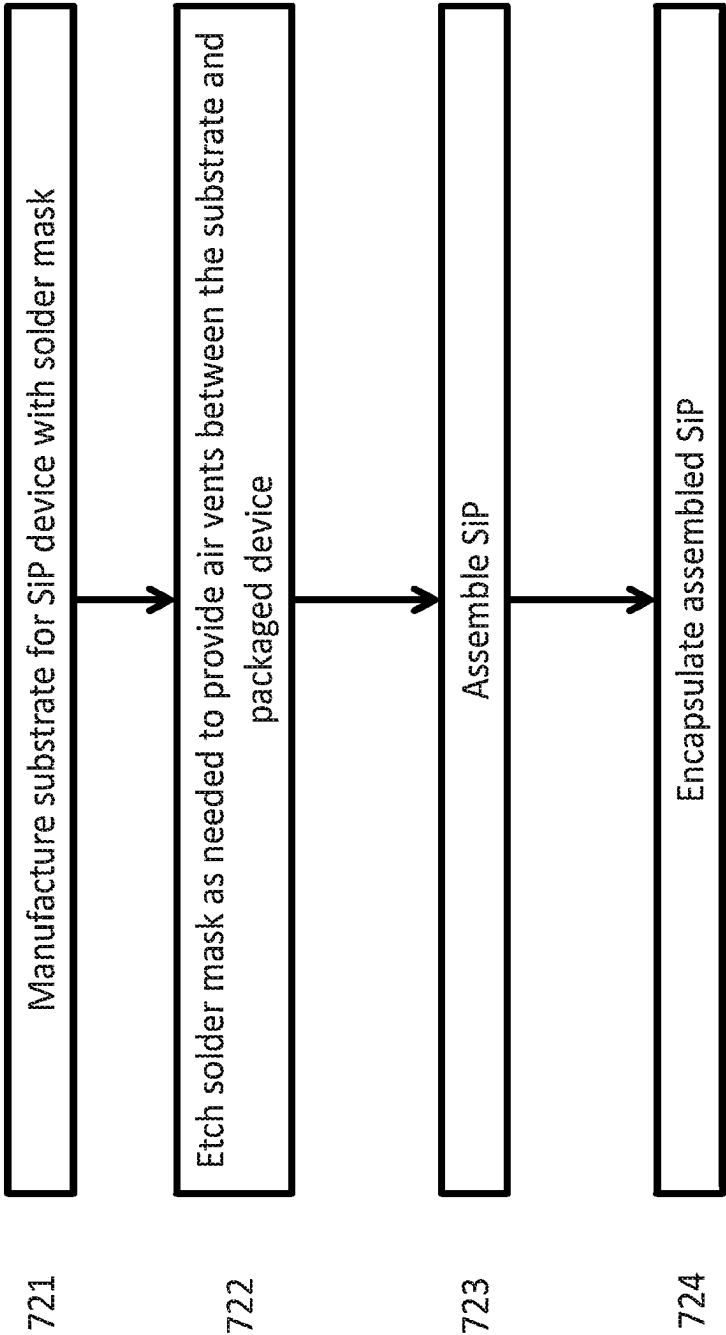 721
Manufacture substrate for SiP device with solder mask
722
Etch solder mask as needed to provide air vents between the substrate and
packaged device
723
Assemble SiP
724
Encapsulate assembled SiP